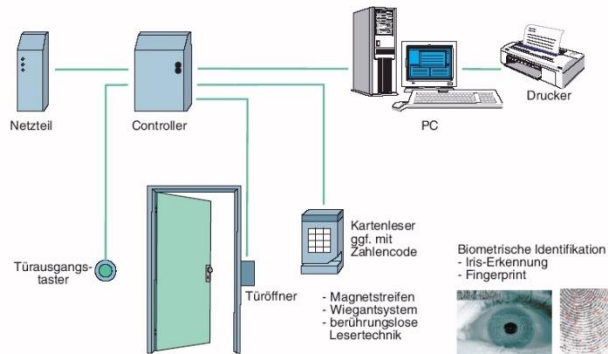 Netzteil
Controller
PC
Drucker
Türausgangs-
taster
Türöffner
Kartenleser
ggf. mit
Zahlencode
- Magnetstreifen
- Wiegantsystem
- berührungslose
Lesertechnik
Biometrische Identifikation
- Iris-Erkennung
- Fingerprint